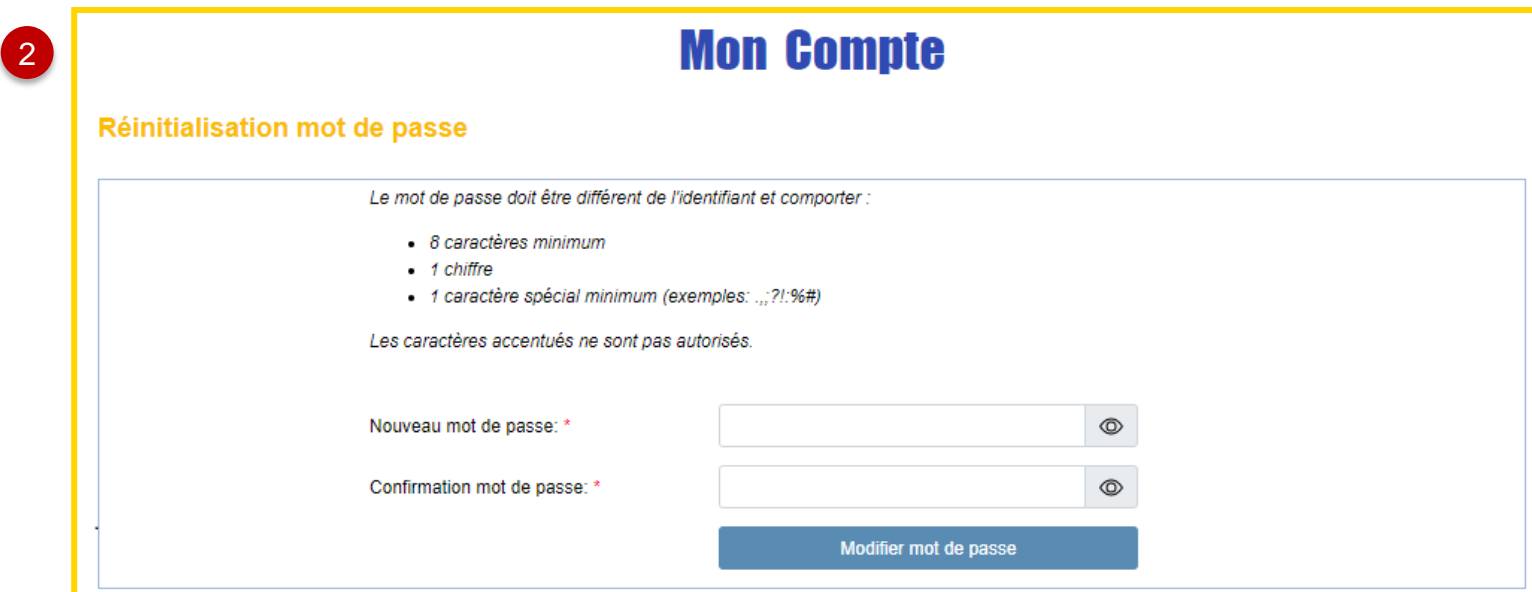 2
Mon Compte
Réinitialisation mot de passe
Le mot de passe doit être différent de l'identifiant et comporter :
• 8 caractères minimum
• 1 chiffre
• 1 caractère spécial minimum (exemples: .,;?!:%#)
Les caractères accentués ne sont pas autorisés.
Nouveau mot de passe: *
Confirmation mot de passe: *
Modifier mot de passe